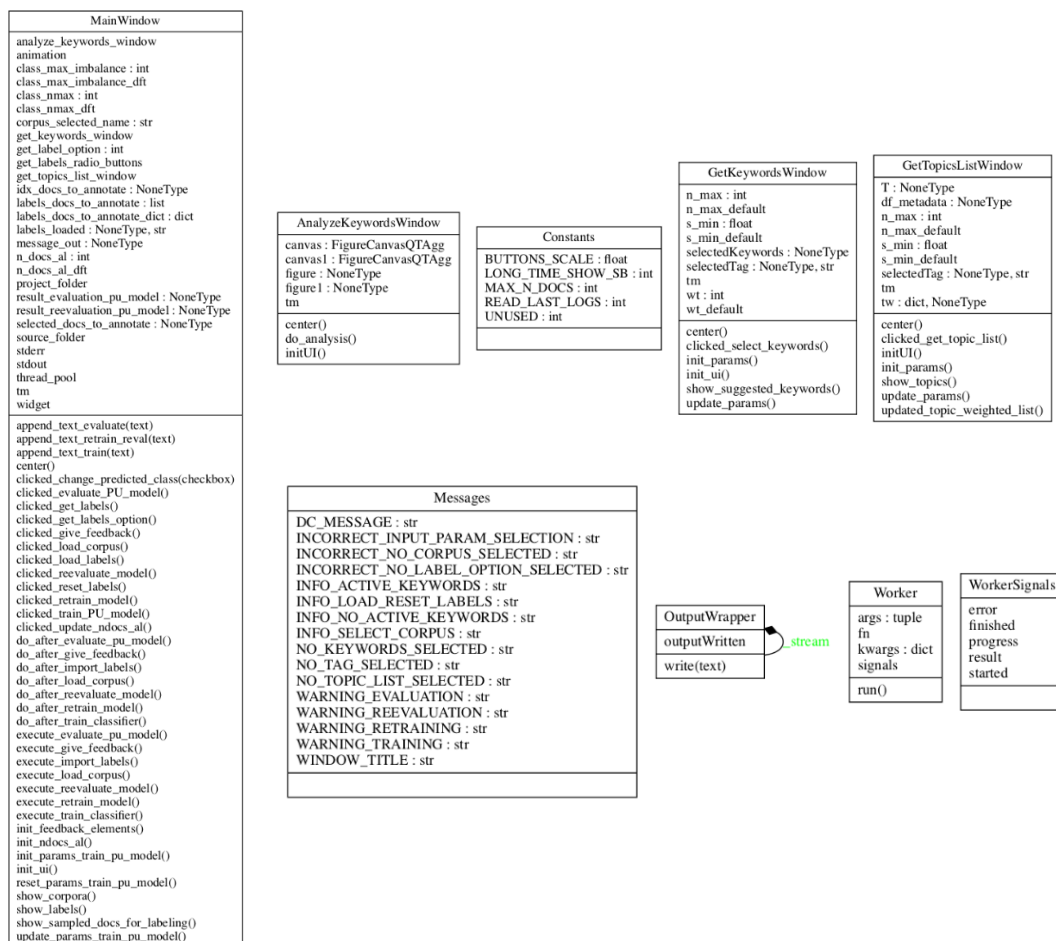 MainWindow
analyze_keywords_window
animation
class_max_imbalance : int
class_max_imbalance_dft
class_nmax : int
class_nmax_dft
corpus_selected_name : str
get_keywords_window
get_label_option : int
get_labels_radio_buttons
get_topics_list_window
idx_docs_to_annotate : NoneType
labels_docs_to_annotate : list
labels_docs_to_annotate_dict : dict
labels_loaded : NoneType, str
message_out : NoneType
n_docs_al : int
n_docs_al_dft
project_folder
result_evaluation_pu_model : NoneType
result_reevaluation_pu_model : NoneType
selected_docs_to_annotate : NoneType
source_folder
stderr
stdout
thread_pool
tm
widget
append_text_evaluate(text)
append_text_retrain_reval(text)
append_text_train(text)
center()
clicked_change_predicted_class(checkbox)
clicked_evaluate_PU_model()
clicked_get_labels()
clicked_get_labels_option()
clicked_give_feedback()
clicked_load_corpus()
clicked_load_labels()
clicked_reevaluate_model()
clicked_reset_labels()
clicked_retrain_model()
clicked_train_PU_model()
clicked_update_ndocs_al()
do_after_evaluate_pu_model()
do_after_give_feedback()
do_after_import_labels()
do_after_load_corpus()
do_after_reevaluate_model()
do_after_retrain_model()
do_after_train_classifier()
execute_evaluate_pu_model()
execute_give_feedback()
execute_import_labels()
execute_load_corpus()
execute_reevaluate_model()
execute_retrain_model()
execute_train_classifier()
init_feedback_elements()
init_ndocs_al()
init_params_train_pu_model()
init_ui()
reset_params_train_pu_model()
show_corpora()
show_labels()
show_sampled_docs_for_labeling()
update_params_train_pu_model()
AnalyzeKeywordsWindow
canvas : FigureCanvasQTAgg
canvas1 : FigureCanvasQTAgg
figure : NoneType
figure1 : NoneType
tm
center()
do_analysis()
initUI()
Constants
BUTTONS_SCALE : float
LONG_TIME_SHOW_SB : int
MAX_N_DOCS : int
READ_LAST_LOGS : int
UNUSED : int
GetKeywordsWindow
n_max : int
n_max_default
s_min : float
s_min_default
selectedKeywords : NoneType
selectedTag : NoneType, str
tm
wt : int
wt_default
center()
clicked_select_keywords()
init_params()
init_ui()
show_suggested_keywords()
update_params()
GetTopicsListWindow
T : NoneType
df_metadata : NoneType
n_max : int
n_max_default
s_min : float
s_min_default
selectedTag : NoneType, str
tm
tw : dict, NoneType
center()
clicked_get_topic_list()
initUI()
init_params()
show_topics()
update_params()
updated_topic_weighted_list()
Messages
DC_MESSAGE : str
INCORRECT_INPUT_PARAM_SELECTION : str
INCORRECT_NO_CORPUS_SELECTED : str
INCORRECT_NO_LABEL_OPTION_SELECTED : str
INFO_ACTIVE_KEYWORDS : str
INFO_LOAD_RESET_LABELS : str
INFO_NO_ACTIVE_KEYWORDS : str
INFO_SELECT_CORPUS : str
NO_KEYWORDS_SELECTED : str
NO_TAG_SELECTED : str
NO_TOPIC_LIST_SELECTED : str
WARNING_EVALUATION : str
WARNING_REEVALUATION : str
WARNING_RETRAINING : str
WARNING_TRAINING : str
WINDOW_TITLE : str
OutputWrapper
outputWritten
write(text)
_stream
Worker
args : tuple
fn
kwargs : dict
signals
run()
WorkerSignals
error
finished
progress
result
started